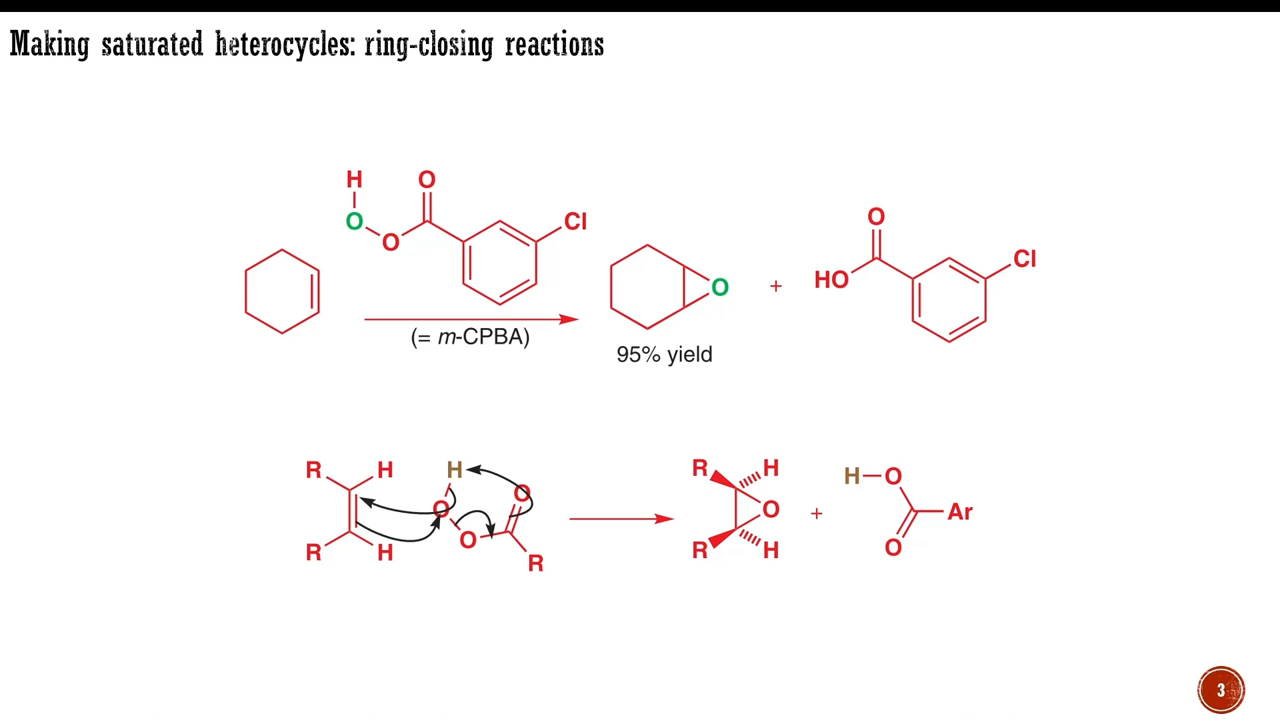 Making saturated heterocycles: ring-closing reactions
H O
O O Cl
(= m-CPBA)
O
95% yield
+
O
HO Cl
R H
R H
H O
O O
R
R H
O
R H
+
H O
Ar
O
3